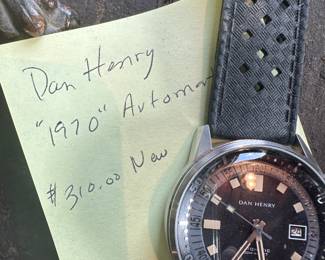 Dan Henry
"1970" Automa
$310.00 New
DAN HENRY